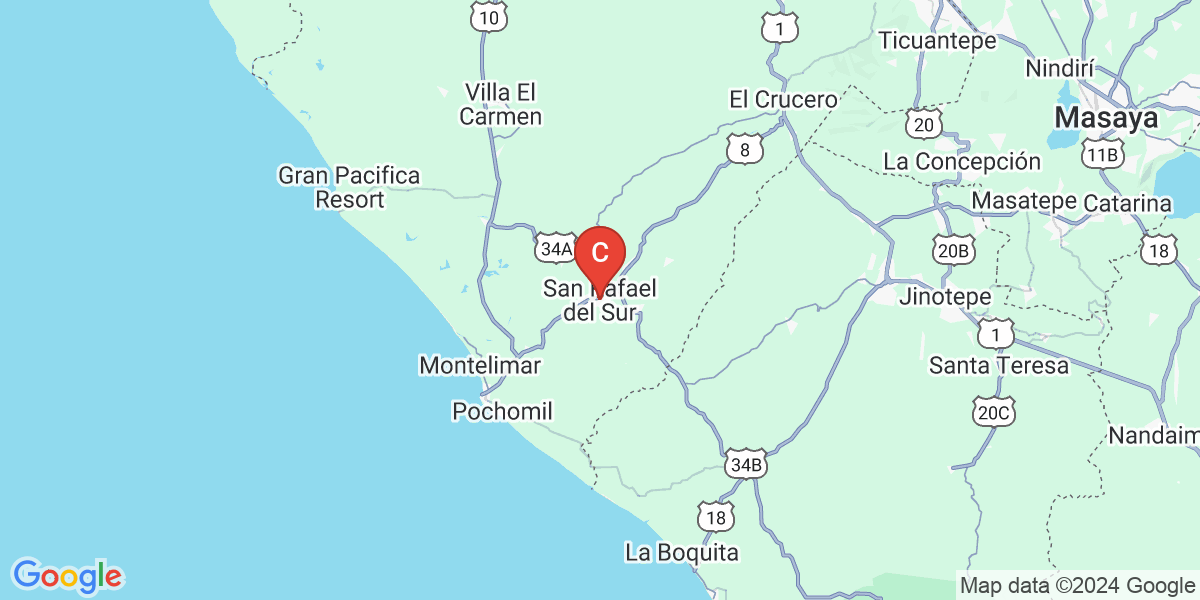 10
1
Ticuantepe
Nindirí
Villa El
Carmen
El Crucero
Masaya
20
8
11B
La Concepción
Gran Pacifica
Resort
Masatepe
Catarina
34A
C
20B
18
San Rafael
del Sur
Jinotepe
1
Montelimar
Santa Teresa
Pochomil
20C
Nandaim
34B
18
La Boquita
Google
Map data ©2024 Google